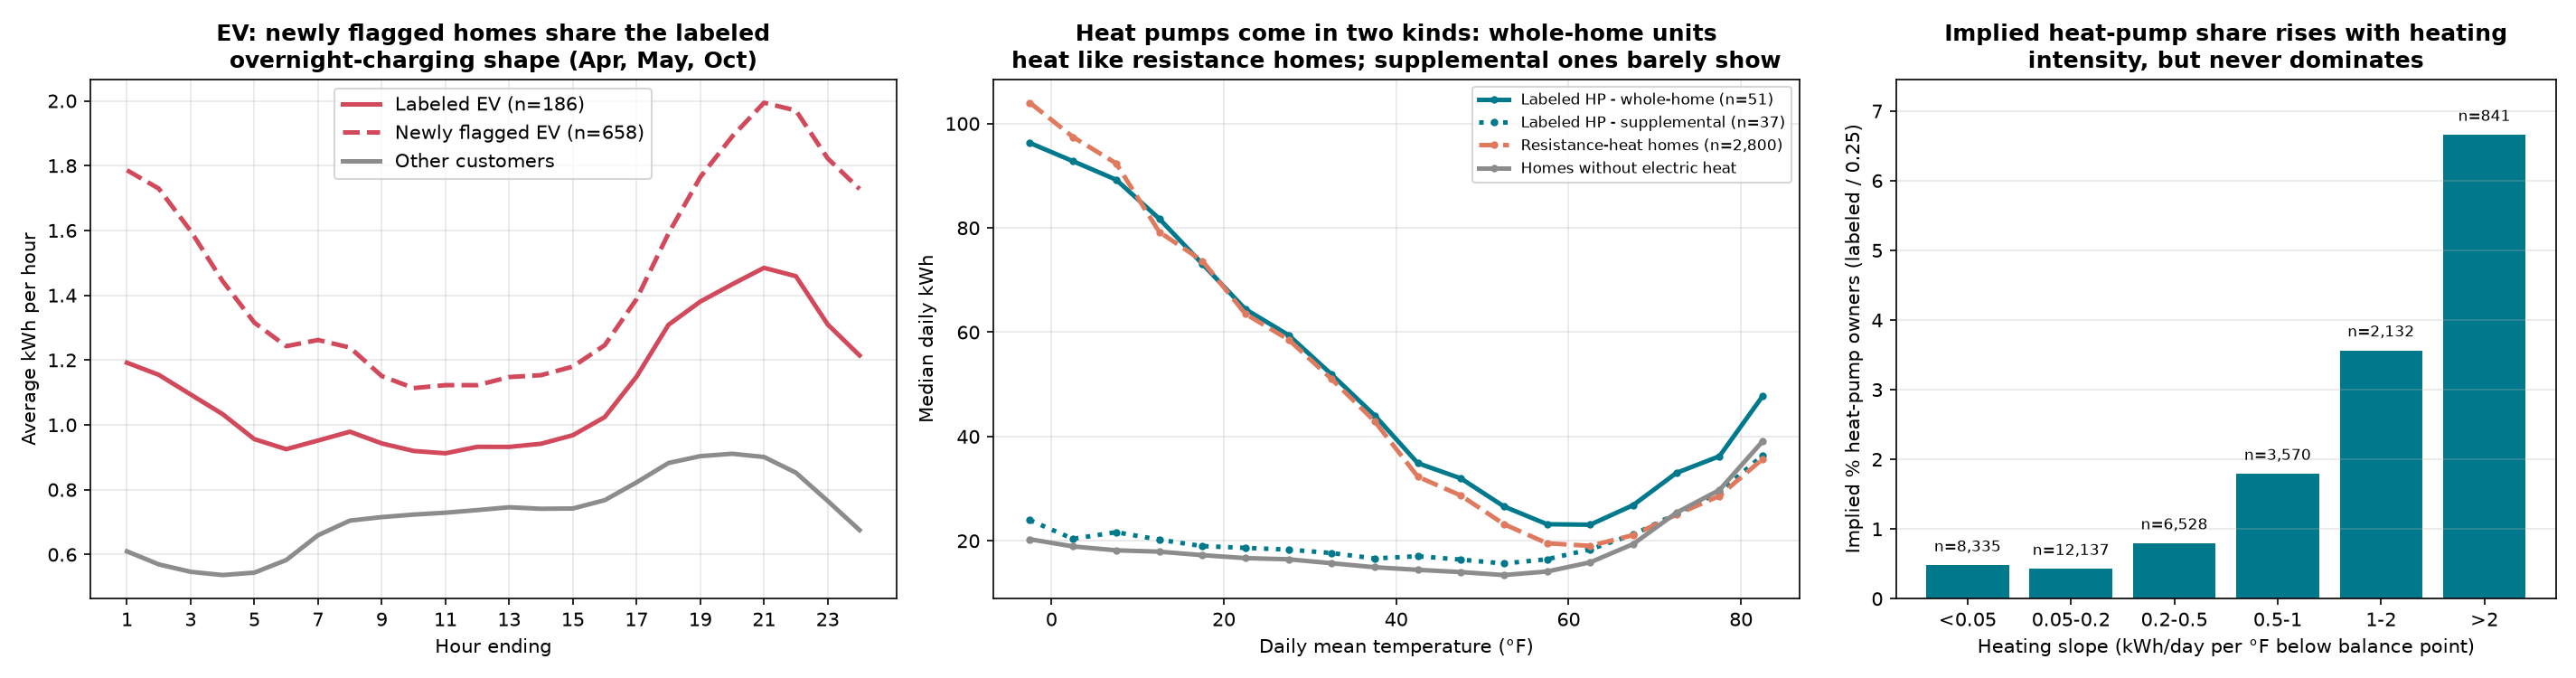 EV: newly flagged homes share the labeled
overnight-charging shape (Apr, May, Oct)
Average kWh per hour
2.0
1.8
1.6
1.4
1.2
1.0
0.8
0.6
Labeled EV (n=186)
Newly flagged EV (n=658)
Other customers
1 3 5 7 9 11 13 15 17 19 21 23
Hour ending
Heat pumps come in two kinds: whole-home units
heat like resistance homes; supplemental ones barely show
Median daily kWh
100
80
60
40
20
Labeled HP - whole-home (n=51)
Labeled HP - supplemental (n=37)
Resistance-heat homes (n=2,800)
Homes without electric heat
0 20 40 60 80
Daily mean temperature (°F)
Implied heat-pump share rises with heating
intensity, but never dominates
Implied % heat-pump owners (labeled / 0.25)
7
6
5
4
3
2
1
0
n=8,335
n=12,137
n=6,528
n=3,570
n=2,132
n=841
<0.05 0.05-0.2 0.2-0.5 0.5-1 1-2 >2
Heating slope (kWh/day per °F below balance point)